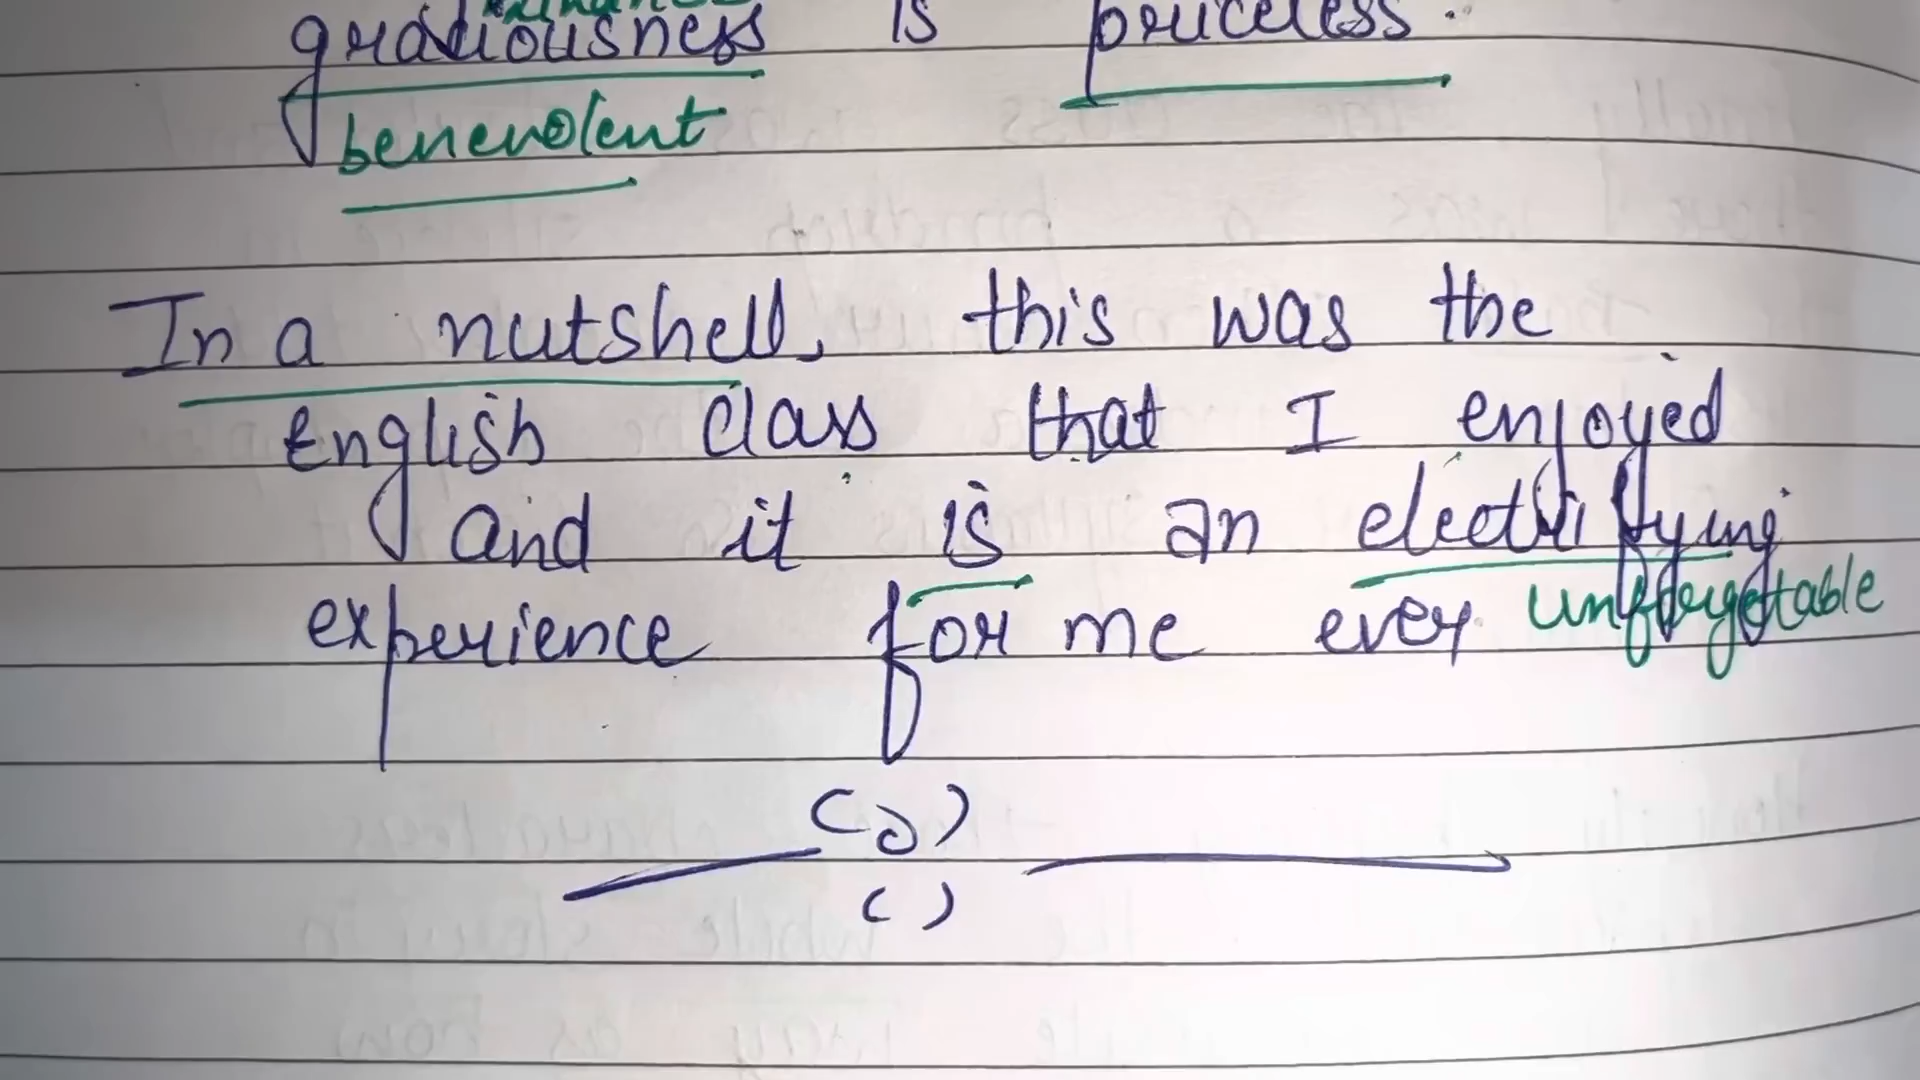 graciousness is priceless.
benevolent
In a nutshell, this was the
English class that I enjoyed
and it is an electrifying
experience for me ever unforgettable